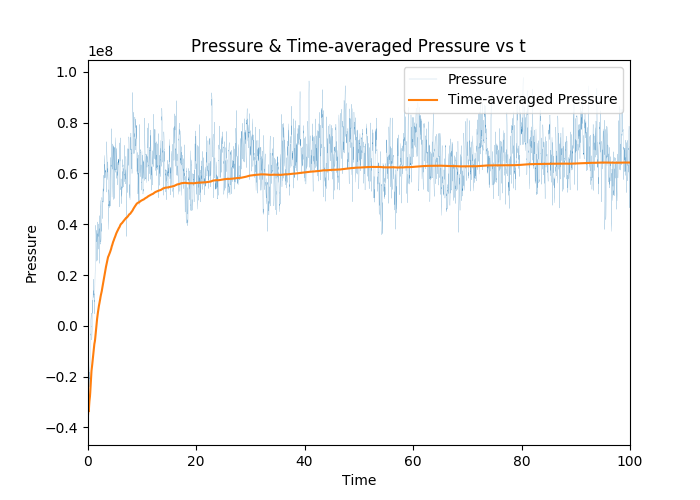 Pressure & Time-averaged Pressure vs t
1e8
Pressure
Time-averaged Pressure
1.0
0.8
0.6
0.4
0.2
0.0
−0.2
−0.4
Pressure
0 20 40 60 80 100
Time